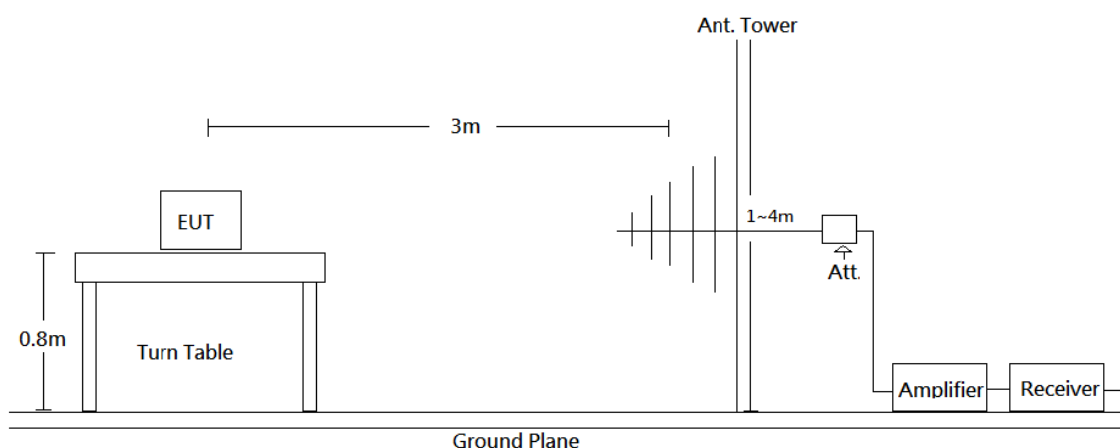 Ant. Tower
3m
EUT
1~4m
Att.
0.8m
Turn Table
Amplifier
Receiver
Ground Plane